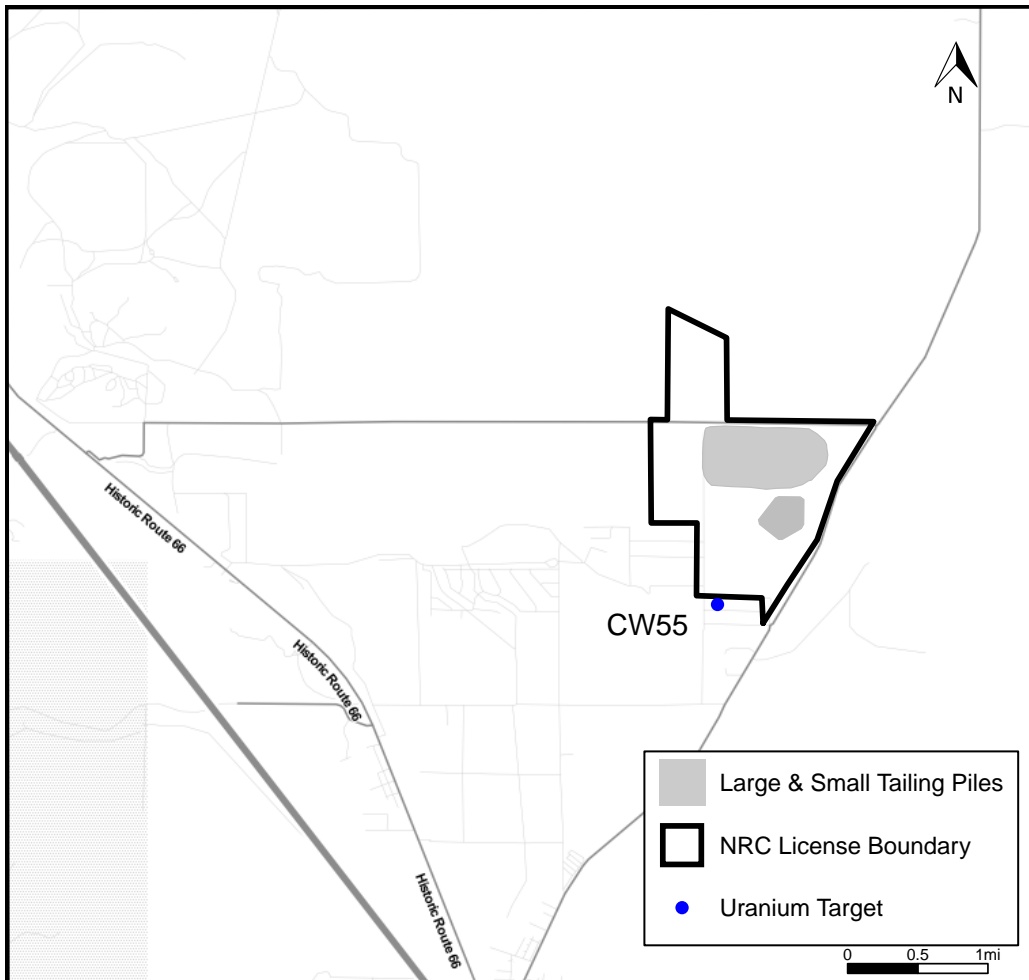 N
Historic Route 66
Historic Route 66
CW55
Historic Route 66
Large & Small Tailing Piles
NRC License Boundary
Uranium Target
0 0.5 1mi